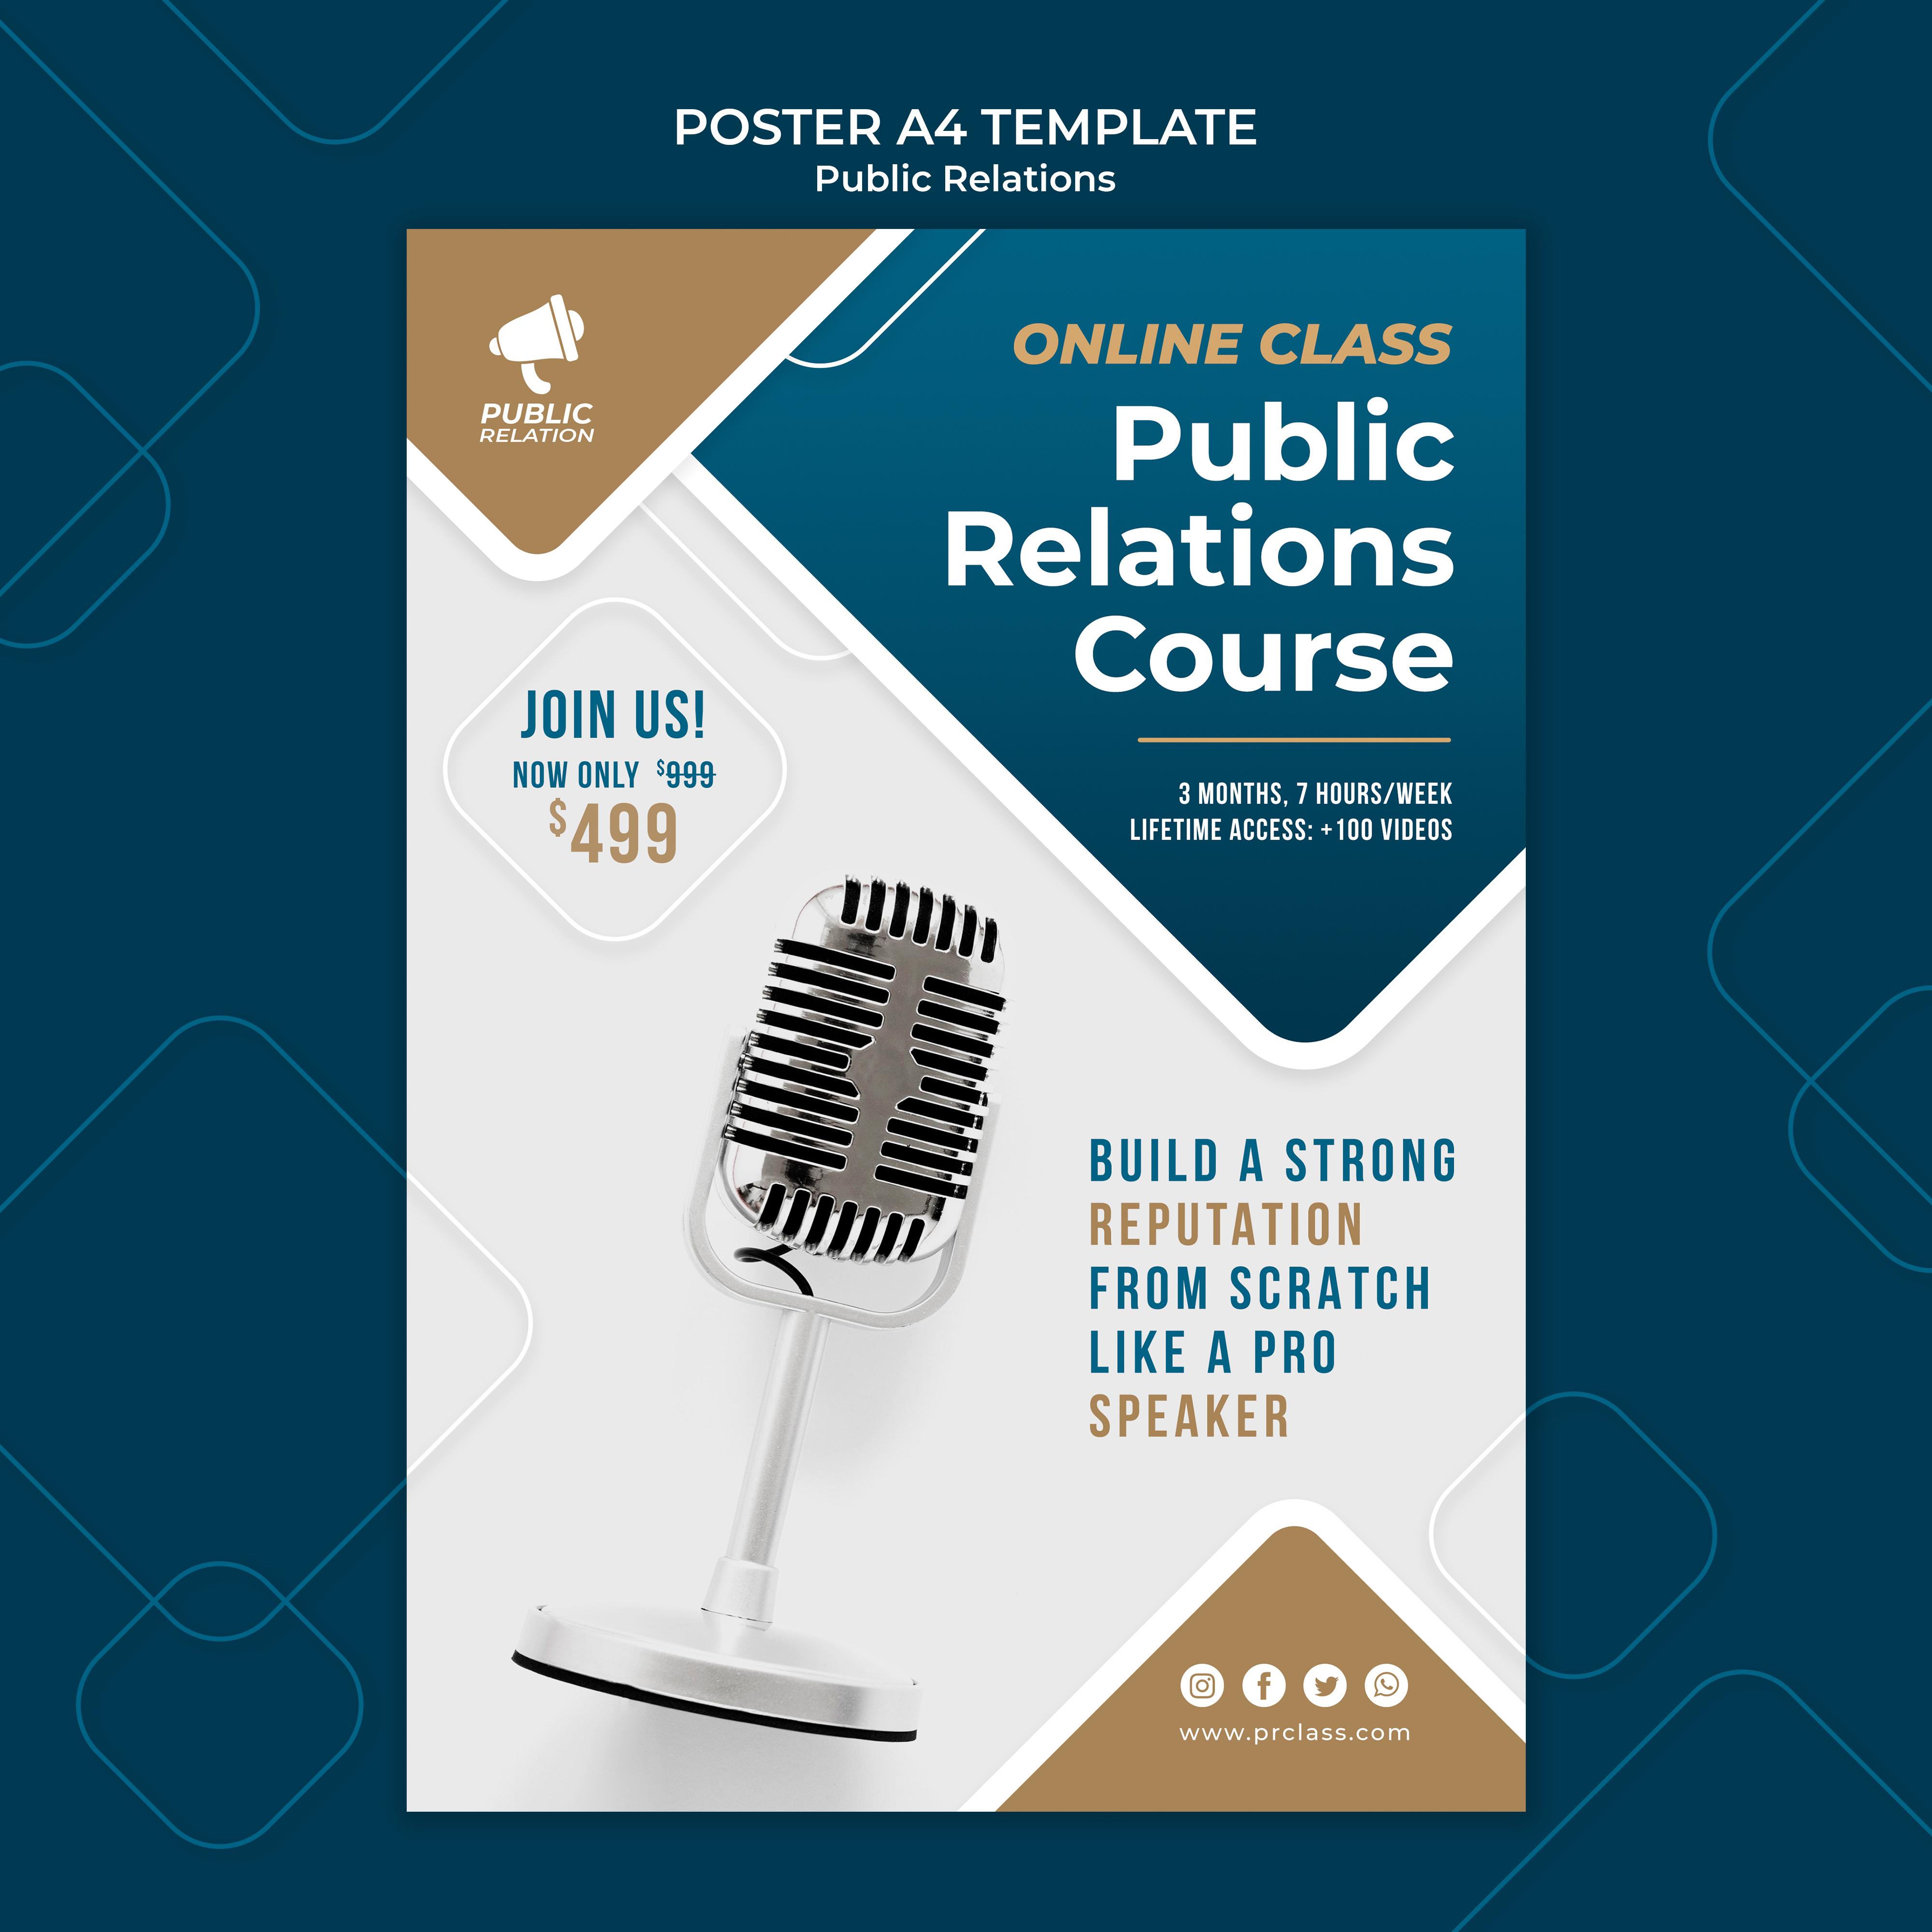 POSTER A4 TEMPLATE
Public Relations
PUBLIC
RELATION
ONLINE CLASS
Public
Relations
Course
3 MONTHS, 7 HOURS/WEEK
LIFETIME ACCESS: +100 VIDEOS
JOIN US!
NOW ONLY $999
$499
BUILD A STRONG
REPUTATION
FROM SCRATCH
LIKE A PRO
SPEAKER
www.prclass.com